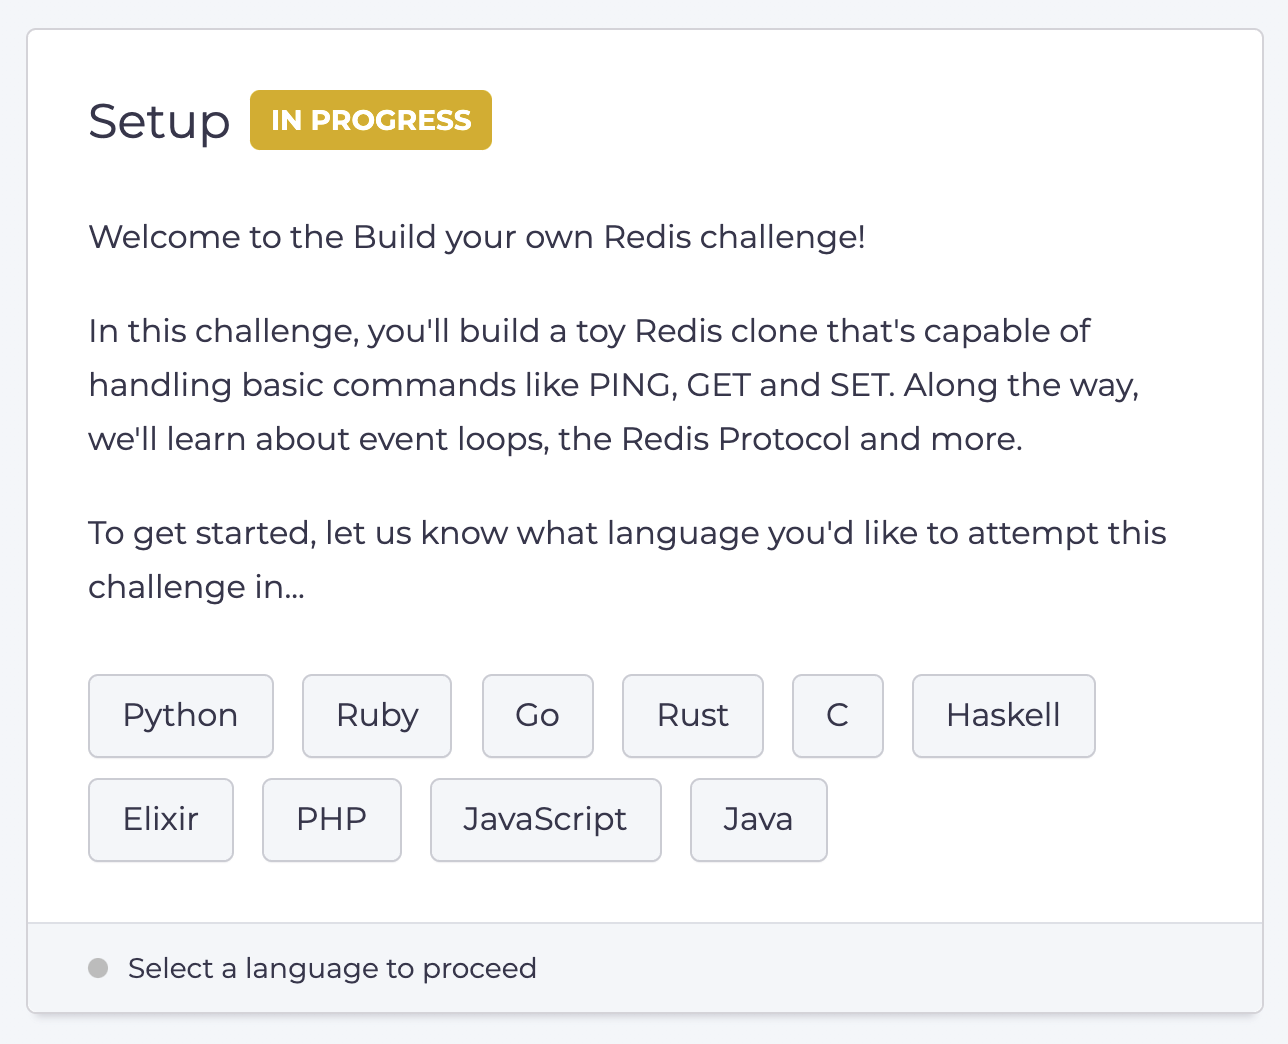 Setup IN PROGRESS
Welcome to the Build your own Redis challenge!
In this challenge, you'll build a toy Redis clone that's capable of
handling basic commands like PING, GET and SET. Along the way,
we'll learn about event loops, the Redis Protocol and more.
To get started, let us know what language you'd like to attempt this
challenge in...
Python Ruby Go Rust C Haskell
Elixir PHP JavaScript Java
Select a language to proceed